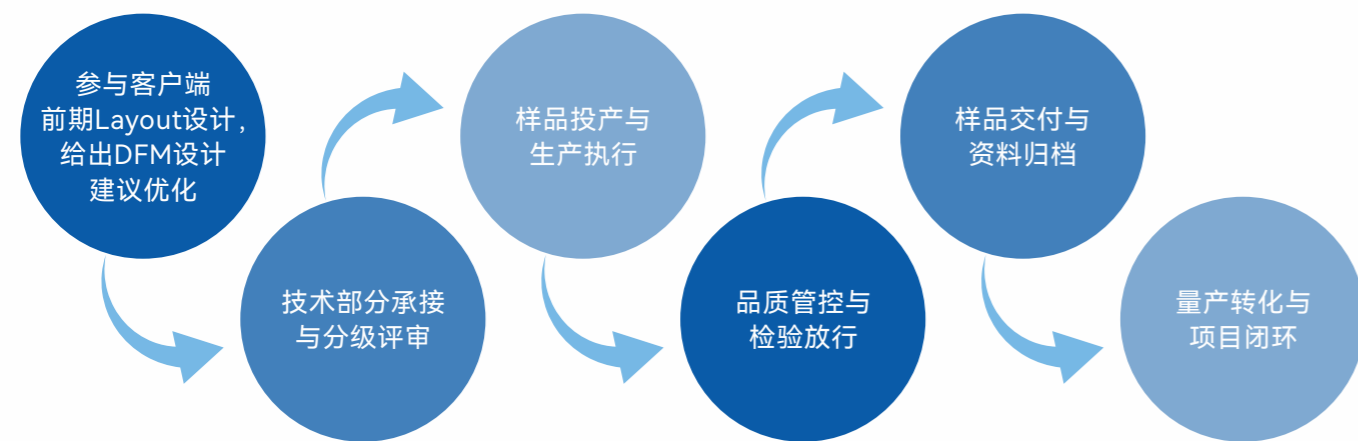 参与客户端
前期Layout设计,
给出DFM设计
建议优化
技术部分承接
与分级评审
样品投产与
生产执行
品质管控与
检验放行
样品交付与
资料归档
量产转化与
项目闭环